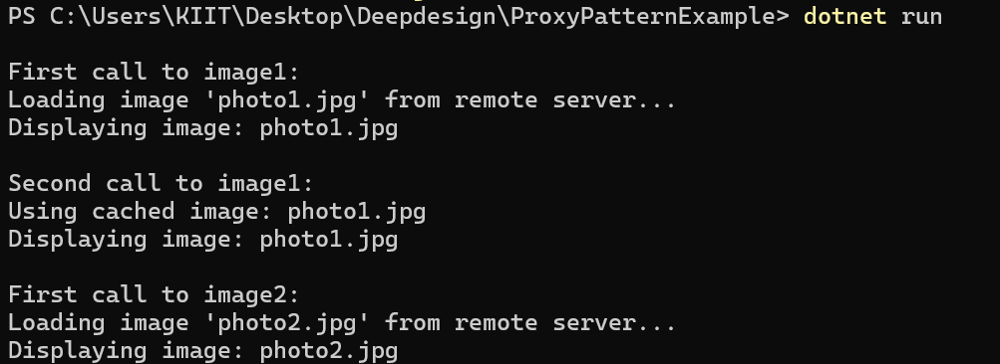 PS C:\Users\KIIT\Desktop\Deepdesign\ProxyPatternExample> dotnet run
First call to image1:
Loading image 'photo1.jpg' from remote server...
Displaying image: photo1.jpg
Second call to image1:
Using cached image: photo1.jpg
Displaying image: photo1.jpg
First call to image2:
Loading image 'photo2.jpg' from remote server...
Displaying image: photo2.jpg